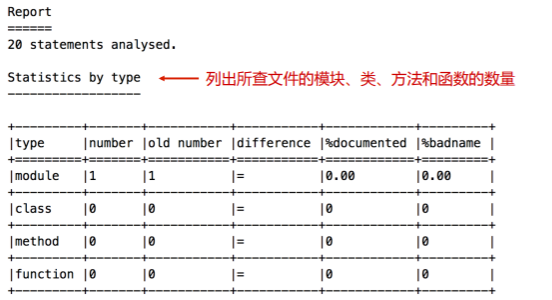 Report
======
20 statements analysed.
Statistics by type 列出所查文件的模块、类、方法和函数的数量
------------------
+---------+-------+-----------+-----------+------------+---------+
|type     |number |old number |difference |%documented |%badname |
+=========+=======+===========+===========+============+=========+
|module   |1      |1          |=          |0.00        |0.00     |
+---------+-------+-----------+-----------+------------+---------+
|class    |0      |0          |=          |0           |0        |
+---------+-------+-----------+-----------+------------+---------+
|method   |0      |0          |=          |0           |0        |
+---------+-------+-----------+-----------+------------+---------+
|function |0      |0          |=          |0           |0        |
+---------+-------+-----------+-----------+------------+---------+